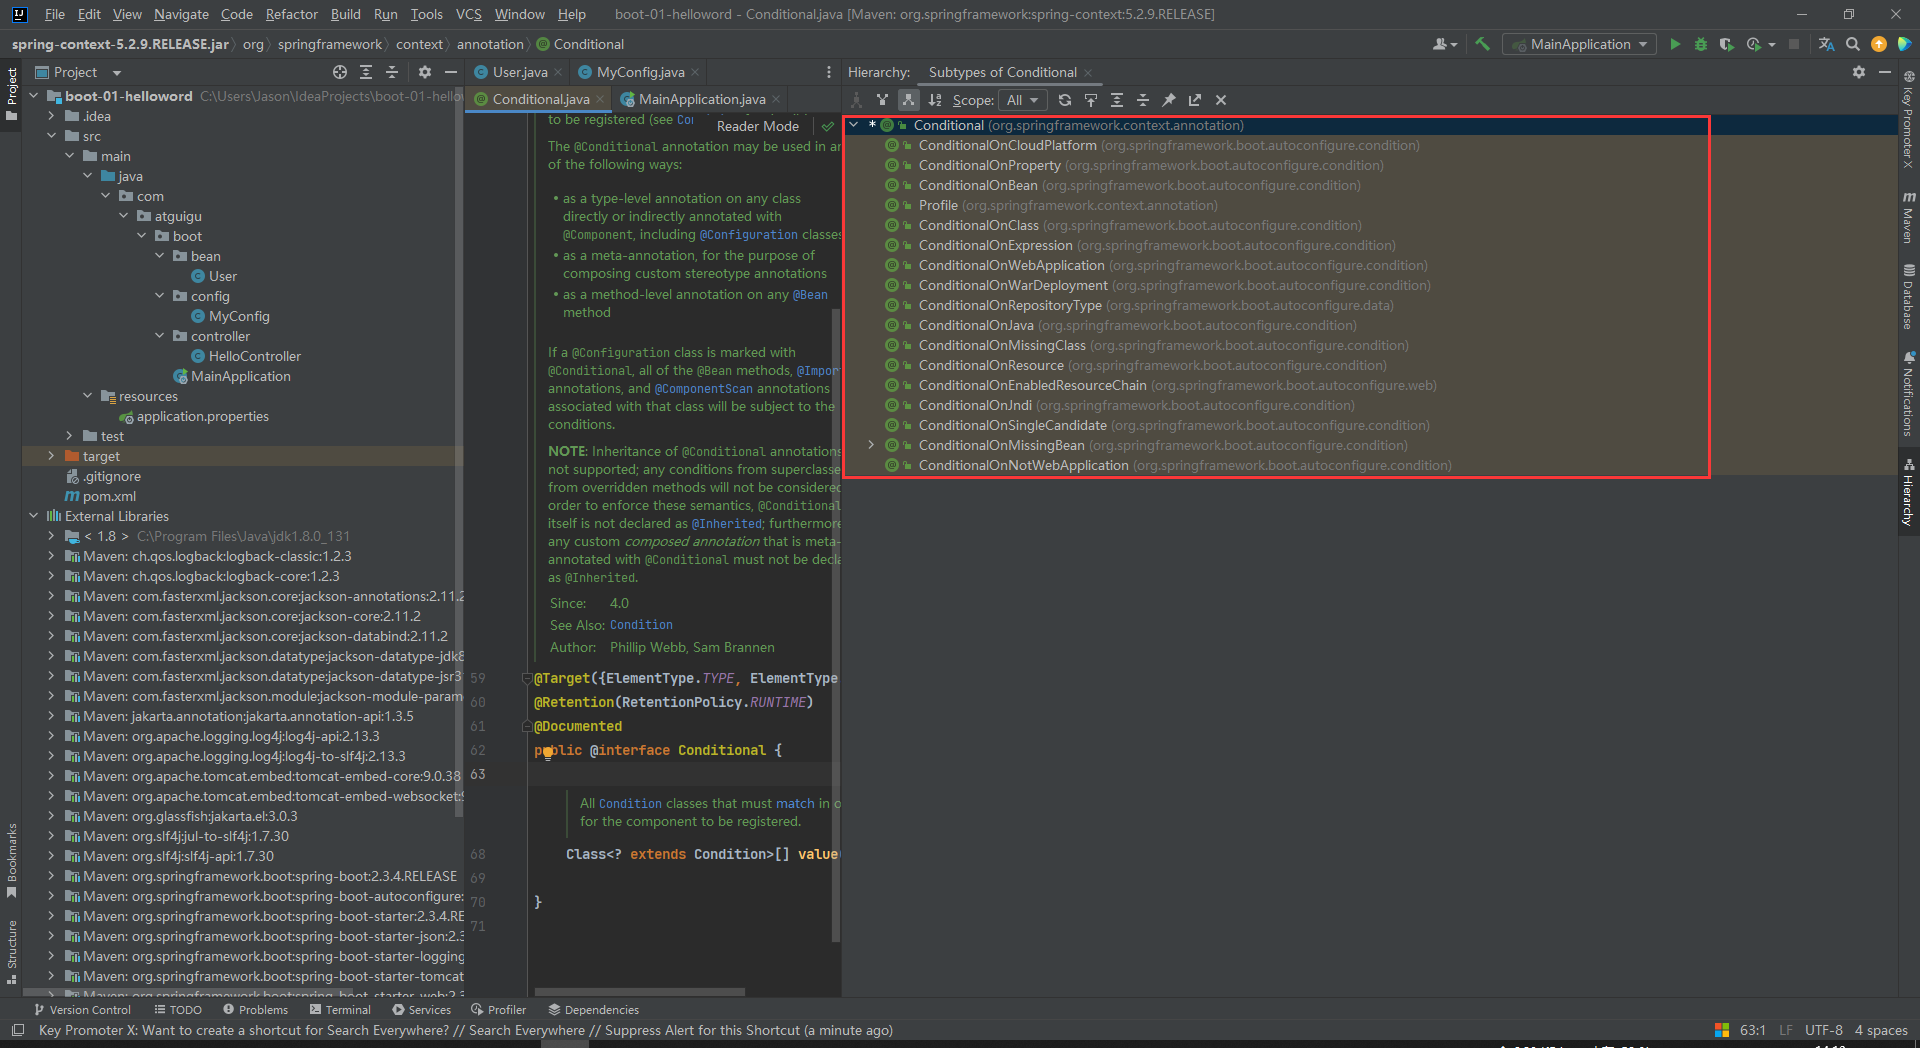 File Edit View Navigate Code Refactor Build Run Tools VCS Window Help boot-01-helloword - Conditional.java [Maven: org.springframework:spring-context:5.2.9.RELEASE]
spring-context-5.2.9.RELEASE.jar org springframework context annotation Conditional
MainApplication
Project
Project
boot-01-helloword C:\Users\Jason\IdeaProjects\boot-01-hello
.idea
src
main
java
com
atguigu
boot
bean
User
config
MyConfig
controller
HelloController
MainApplication
resources
application.properties
test
target
.gitignore
pom.xml
External Libraries
< 1.8 > C:\Program Files\Java\jdk1.8.0_131
Maven: ch.qos.logback:logback-classic:1.2.3
Maven: ch.qos.logback:logback-core:1.2.3
Maven: com.fasterxml.jackson.core:jackson-annotations:2.11.2
Maven: com.fasterxml.jackson.core:jackson-core:2.11.2
Maven: com.fasterxml.jackson.core:jackson-databind:2.11.2
Maven: com.fasterxml.jackson.datatype:jackson-datatype-jdk8
Maven: com.fasterxml.jackson.datatype:jackson-datatype-jsr3
Maven: com.fasterxml.jackson.module:jackson-module-param
Maven: jakarta.annotation:jakarta.annotation-api:1.3.5
Maven: org.apache.logging.log4j:log4j-api:2.13.3
Maven: org.apache.logging.log4j:log4j-to-slf4j:2.13.3
Maven: org.apache.tomcat.embed:tomcat-embed-core:9.0.38
Maven: org.apache.tomcat.embed:tomcat-embed-websocket:9
Maven: org.glassfish:jakarta.el:3.0.3
Maven: org.slf4j:jul-to-slf4j:1.7.30
Maven: org.slf4j:slf4j-api:1.7.30
Maven: org.springframework.boot:spring-boot:2.3.4.RELEASE
Maven: org.springframework.boot:spring-boot-autoconfigure:
Maven: org.springframework.boot:spring-boot-starter:2.3.4.RE
Maven: org.springframework.boot:spring-boot-starter-json:2.3
Maven: org.springframework.boot:spring-boot-starter-logging
Maven: org.springframework.boot:spring-boot-starter-tomcat
Maven: org.springframework.boot:spring-boot-starter-web:2.3
Bookmarks
Structure
User.java MyConfig.java
Conditional.java MainApplication.java
to be registered (see Cor
Reader Mode
The @Conditional annotation may be used in ar
of the following ways:
• as a type-level annotation on any class
directly or indirectly annotated with
@Component, including @Configuration classes
• as a meta-annotation, for the purpose of
composing custom stereotype annotations
• as a method-level annotation on any @Bean
method
If a @Configuration class is marked with
@Conditional, all of the @Bean methods, @Impor
annotations, and @ComponentScan annotations
associated with that class will be subject to the
conditions.
NOTE: Inheritance of @Conditional annotations
not supported; any conditions from superclasse
from overridden methods will not be considered
order to enforce these semantics, @Conditional
itself is not declared as @Inherited; furthermore
any custom composed annotation that is meta-
annotated with @Conditional must not be decla
as @Inherited.
Since: 4.0
See Also: Condition
Author: Phillip Webb, Sam Brannen
59 @Target({ElementType.TYPE, ElementType
60 @Retention(RetentionPolicy.RUNTIME)
61 @Documented
62 public @interface Conditional {
63
All Condition classes that must match in o
for the component to be registered.
68 Class<? extends Condition>[] value(
69
70 }
71
Hierarchy: Subtypes of Conditional
Scope: All
* Conditional (org.springframework.context.annotation)
ConditionalOnCloudPlatform (org.springframework.boot.autoconfigure.condition)
ConditionalOnProperty (org.springframework.boot.autoconfigure.condition)
ConditionalOnBean (org.springframework.boot.autoconfigure.condition)
Profile (org.springframework.context.annotation)
ConditionalOnClass (org.springframework.boot.autoconfigure.condition)
ConditionalOnExpression (org.springframework.boot.autoconfigure.condition)
ConditionalOnWebApplication (org.springframework.boot.autoconfigure.condition)
ConditionalOnWarDeployment (org.springframework.boot.autoconfigure.condition)
ConditionalOnRepositoryType (org.springframework.boot.autoconfigure.data)
ConditionalOnJava (org.springframework.boot.autoconfigure.condition)
ConditionalOnMissingClass (org.springframework.boot.autoconfigure.condition)
ConditionalOnResource (org.springframework.boot.autoconfigure.condition)
ConditionalOnEnabledResourceChain (org.springframework.boot.autoconfigure.web)
ConditionalOnJndi (org.springframework.boot.autoconfigure.condition)
ConditionalOnSingleCandidate (org.springframework.boot.autoconfigure.condition)
ConditionalOnMissingBean (org.springframework.boot.autoconfigure.condition)
ConditionalOnNotWebApplication (org.springframework.boot.autoconfigure.condition)
Key Promoter X
Maven
Database
Notifications
Hierarchy
Version Control TODO Problems Terminal Services Profiler Dependencies
Key Promoter X: Want to create a shortcut for Search Everywhere? // Search Everywhere // Suppress Alert for this Shortcut (a minute ago)
63:1 LF UTF-8 4 spaces